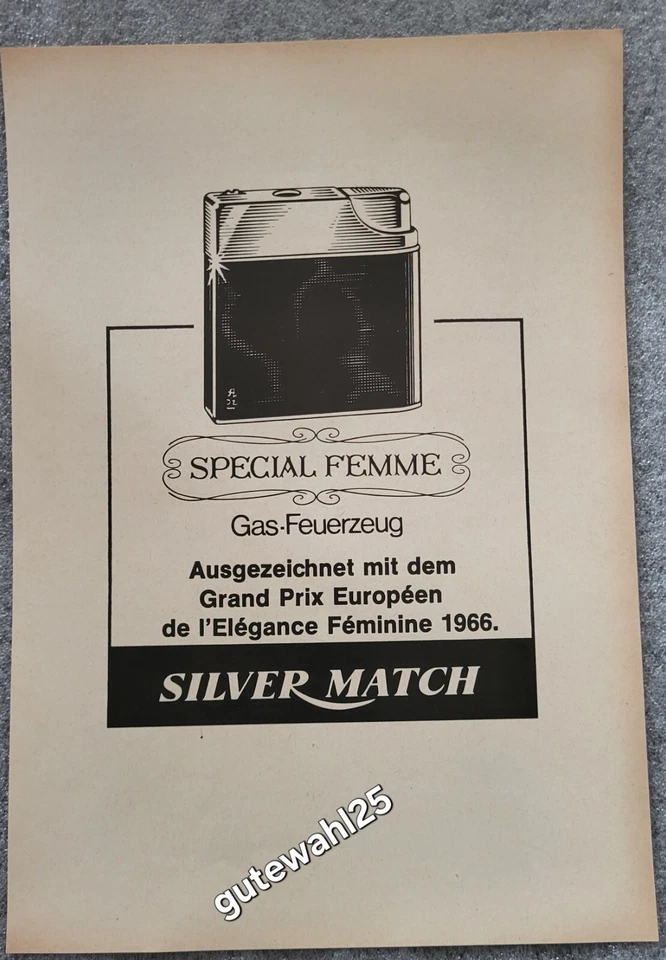 SPECIAL FEMME
Gas-Feuerzeug
Ausgezeichnet mit dem
Grand Prix Européen
de l'Elégance Féminine 1966.
SILVER MATCH
gutewahl25